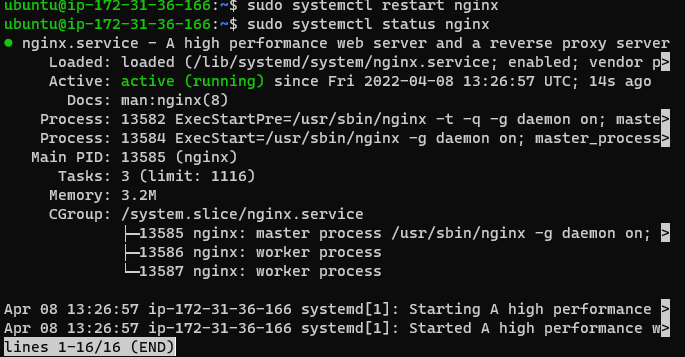 ubuntu@ip-172-31-36-166:~$ sudo systemctl restart nginx
ubuntu@ip-172-31-36-166:~$ sudo systemctl status nginx
● nginx.service - A high performance web server and a reverse proxy server
     Loaded: loaded (/lib/systemd/system/nginx.service; enabled; vendor p>
     Active: active (running) since Fri 2022-04-08 13:26:57 UTC; 14s ago
       Docs: man:nginx(8)
    Process: 13582 ExecStartPre=/usr/sbin/nginx -t -q -g daemon on; maste>
    Process: 13584 ExecStart=/usr/sbin/nginx -g daemon on; master_process>
   Main PID: 13585 (nginx)
      Tasks: 3 (limit: 1116)
     Memory: 3.2M
     CGroup: /system.slice/nginx.service
             ├─13585 nginx: master process /usr/sbin/nginx -g daemon on; >
             ├─13586 nginx: worker process
             └─13587 nginx: worker process

Apr 08 13:26:57 ip-172-31-36-166 systemd[1]: Starting A high performance >
Apr 08 13:26:57 ip-172-31-36-166 systemd[1]: Started A high performance w>
lines 1-16/16 (END)